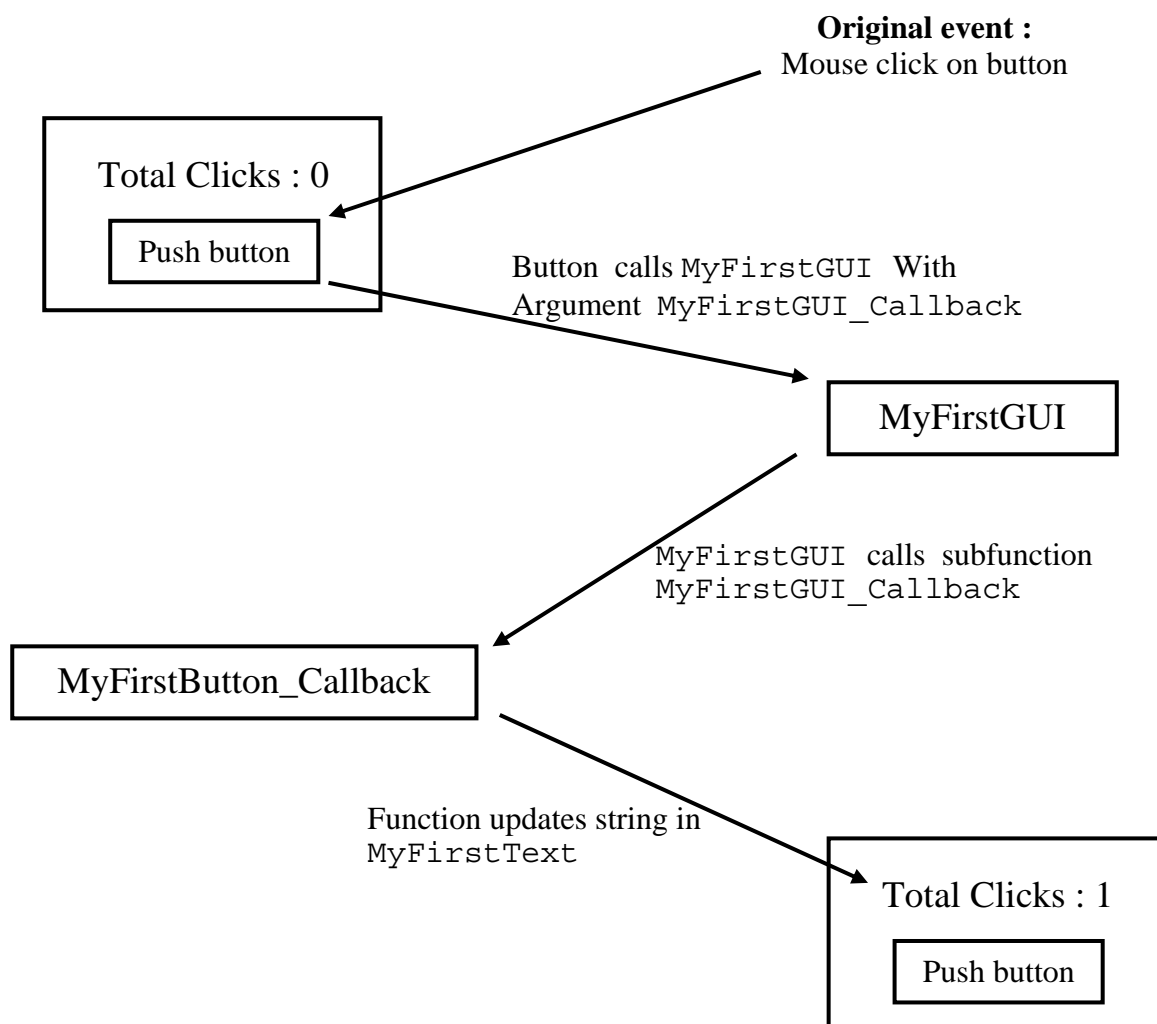 Original event :
Mouse click on button
Total Clicks : 0
Push button
Button calls MyFirstGUI With
Argument MyFirstGUI_Callback
MyFirstGUI
MyFirstGUI calls subfunction
MyFirstGUI_Callback
MyFirstButton_Callback
Function updates string in
MyFirstText
Total Clicks : 1
Push button